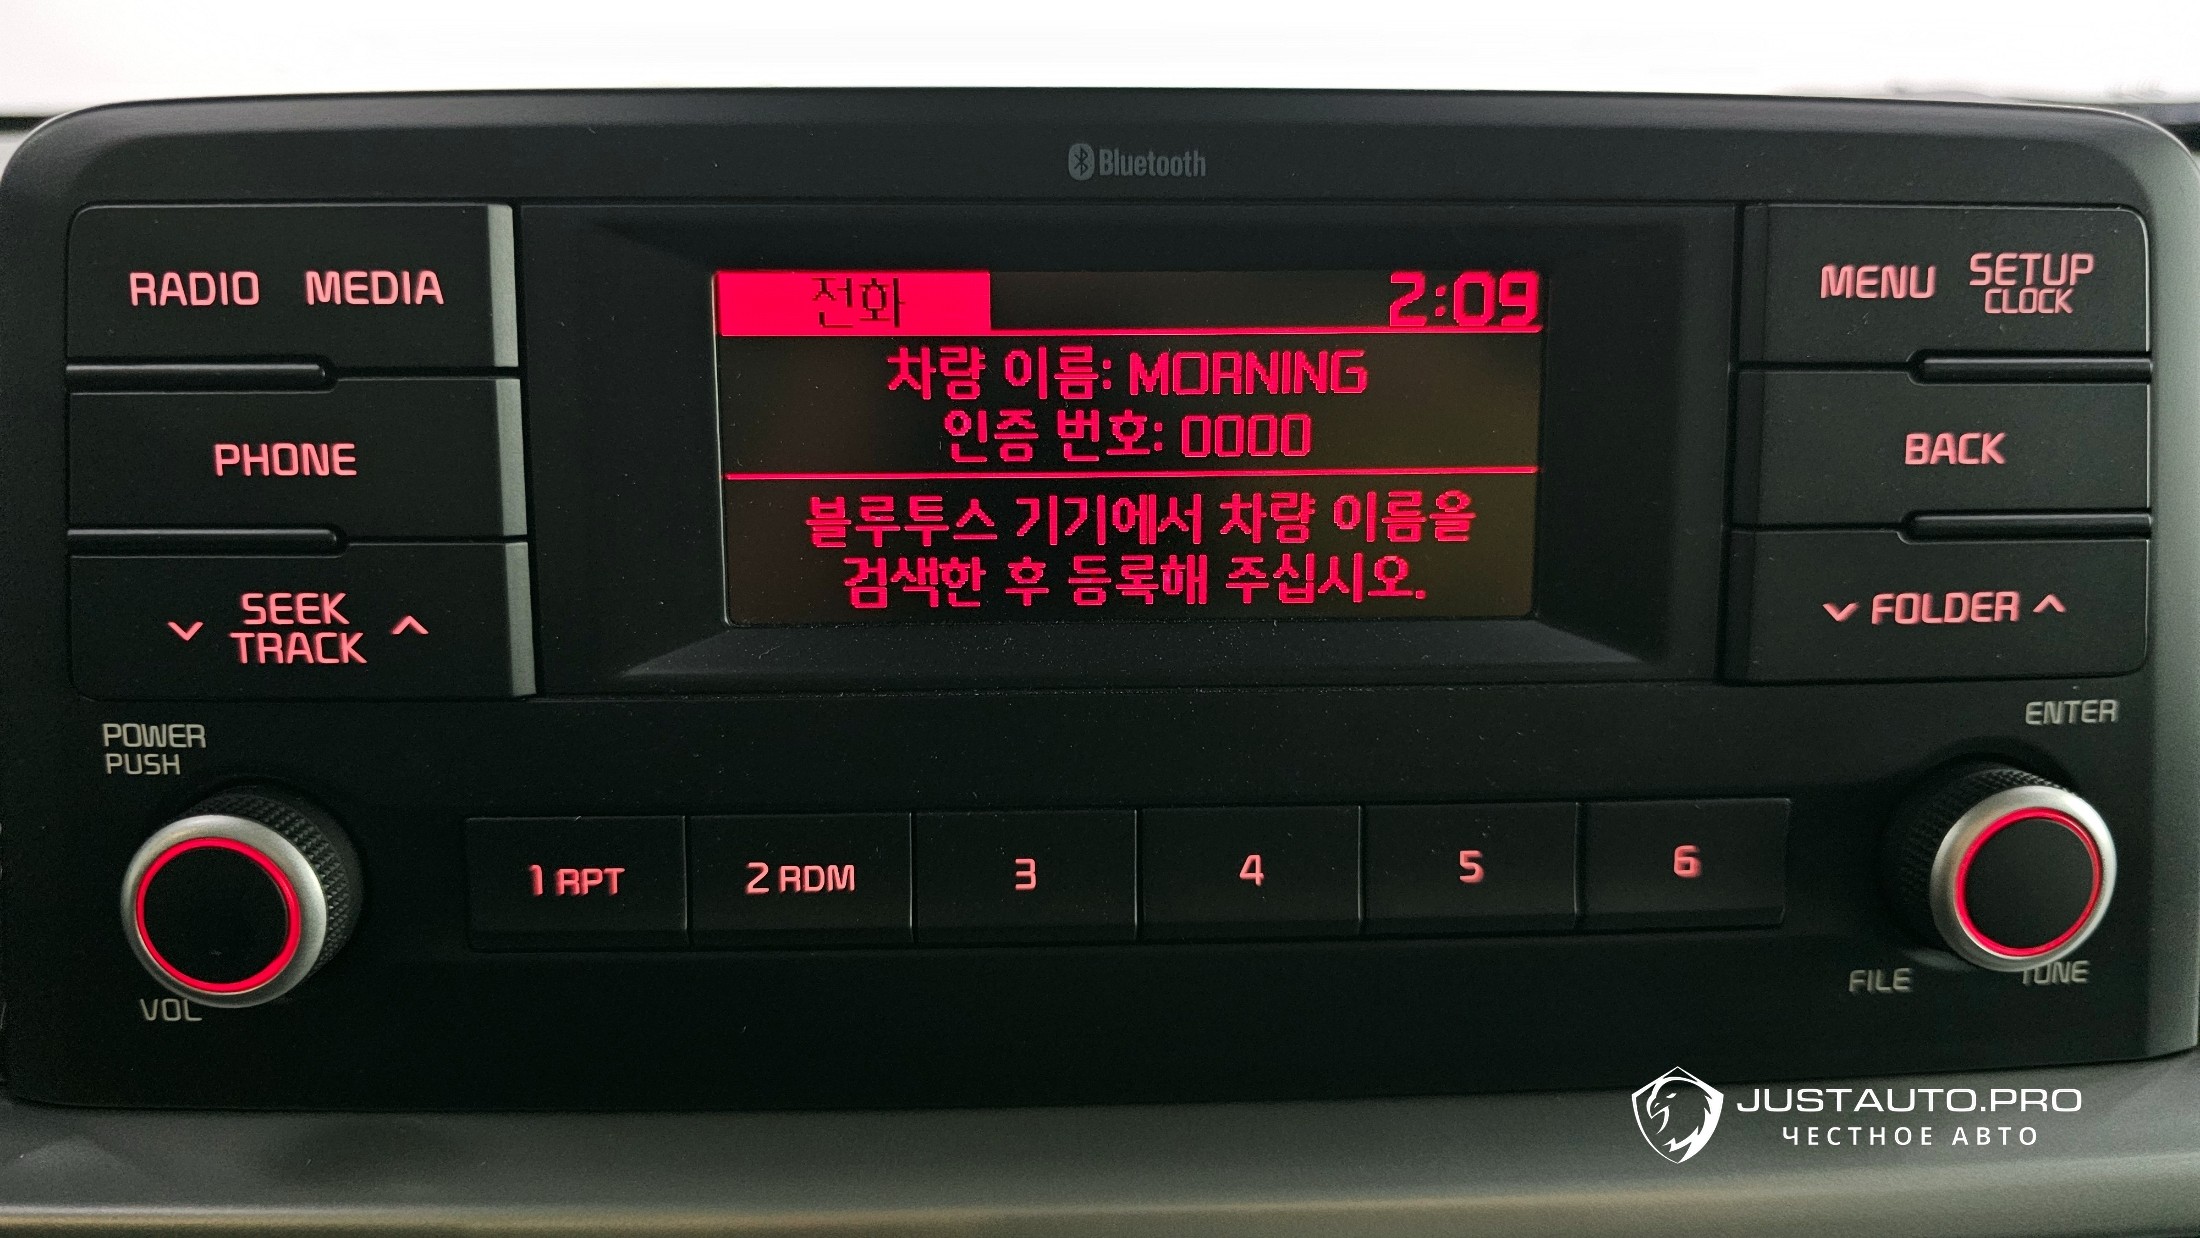 Bluetooth
RADIO MEDIA
PHONE
SEEK
TRACK
전화 2:09
차량 이름: MORNING
인증 번호: 0000
블루투스 기기에서 차량 이름을
검색한 후 등록해 주십시오.
MENU SETUP
CLOCK
BACK
FOLDER
POWER
PUSH
VOL
1 RPT 2 RDM 3 4 5 6
ENTER
FILE TUNE
JUSTAUTO.PRO
ЧЕСТНОЕ АВТО